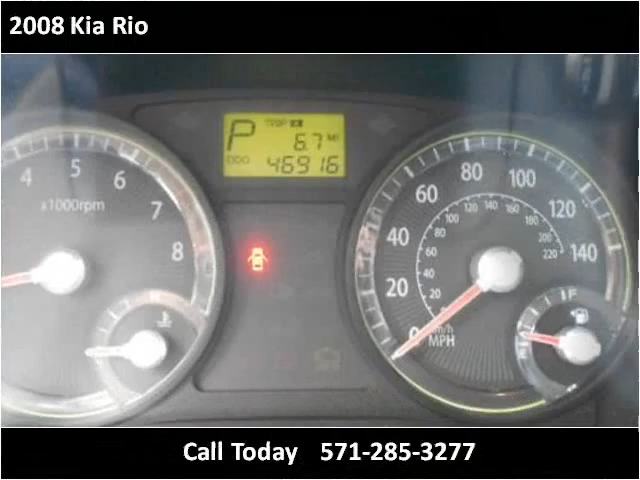 2008 Kia Rio
P TRIP 6.7 MI
ODO 46916
4 5 6 7 8
x1000rpm
0 20 40 60 80 100 120 140
20 40 60 80 100 120 140 160 180 200 220
km/h
MPH
F
Call Today 571-285-3277